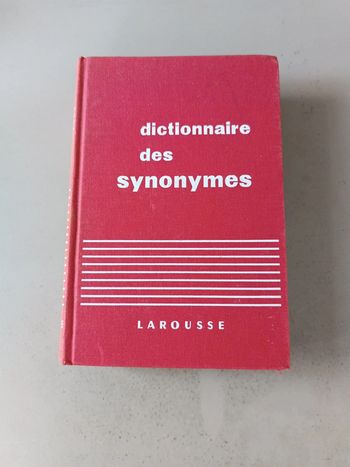 dictionnaire
des
synonymes
LAROUSSE